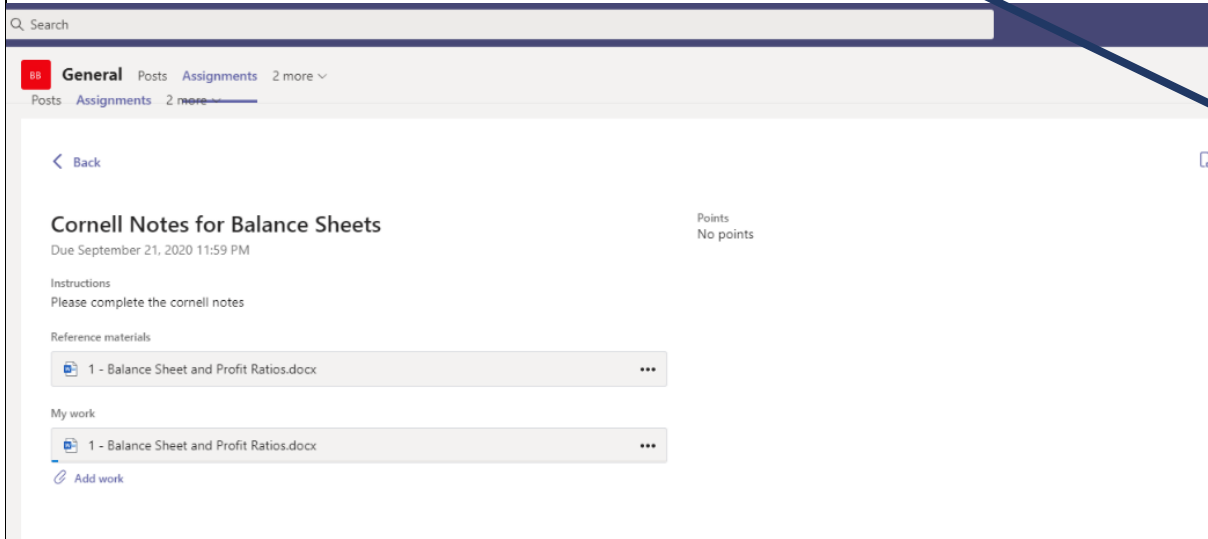 Search
BB General Posts Assignments 2 more
Posts Assignments 2 more
Back
Cornell Notes for Balance Sheets
Due September 21, 2020 11:59 PM
Points
No points
Instructions
Please complete the cornell notes
Reference materials
1 - Balance Sheet and Profit Ratios.docx
My work
1 - Balance Sheet and Profit Ratios.docx
Add work